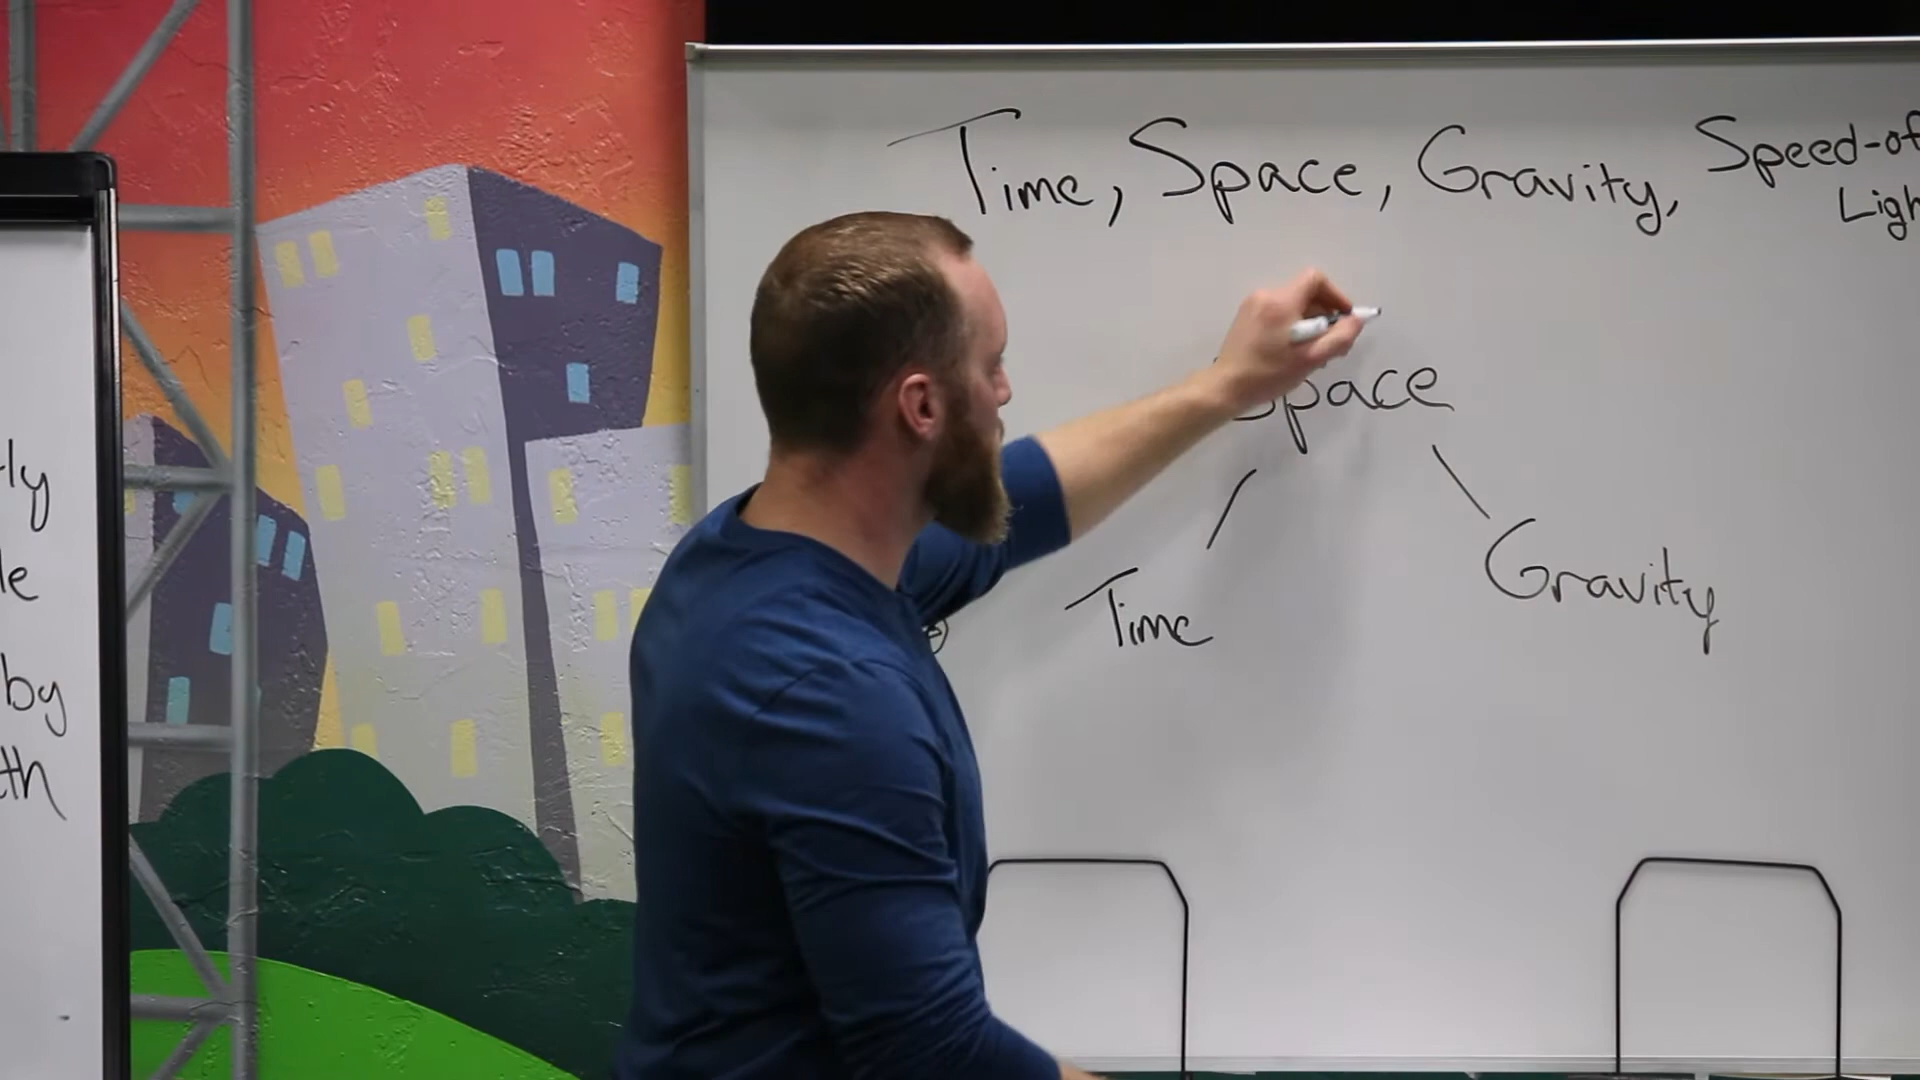 ly
le
by
th
Time, Space, Gravity, Speed-of
Ligh
Space
Time
Gravity